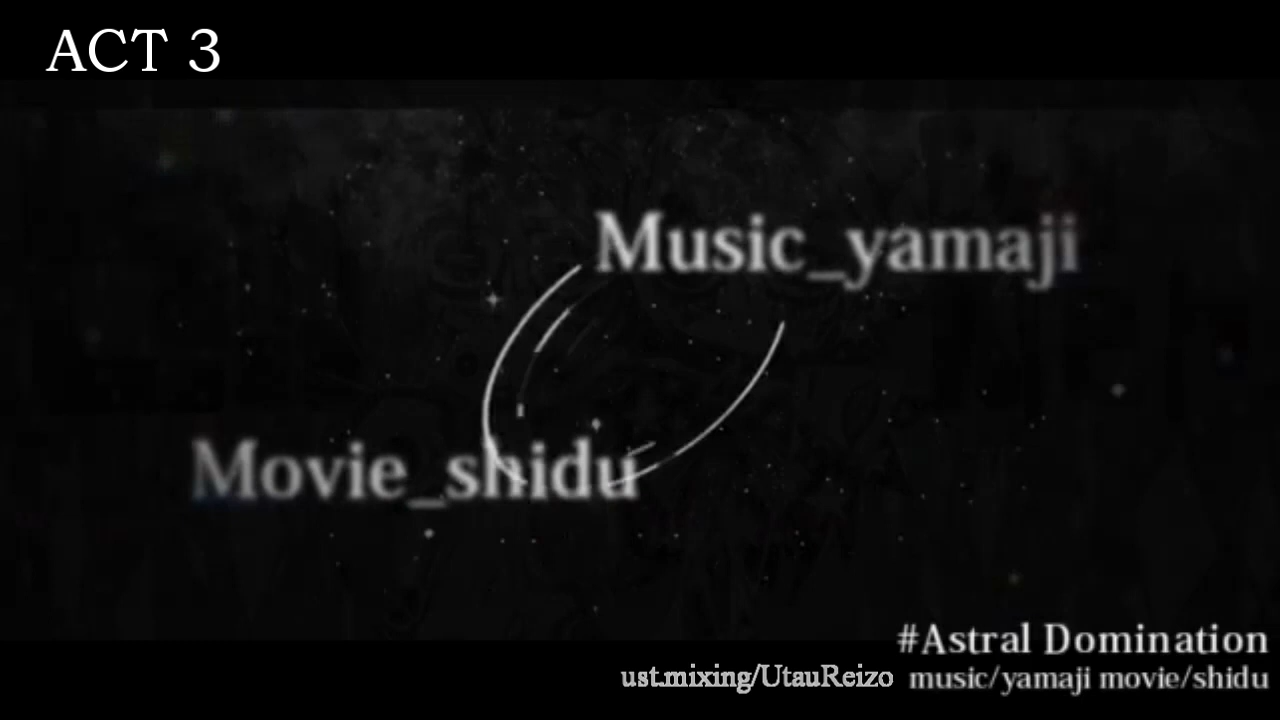 ACT 3
Music_yamaji
Movie_shidu
#Astral Domination
ust.mixing/UtauReizo music/yamaji movie/shidu